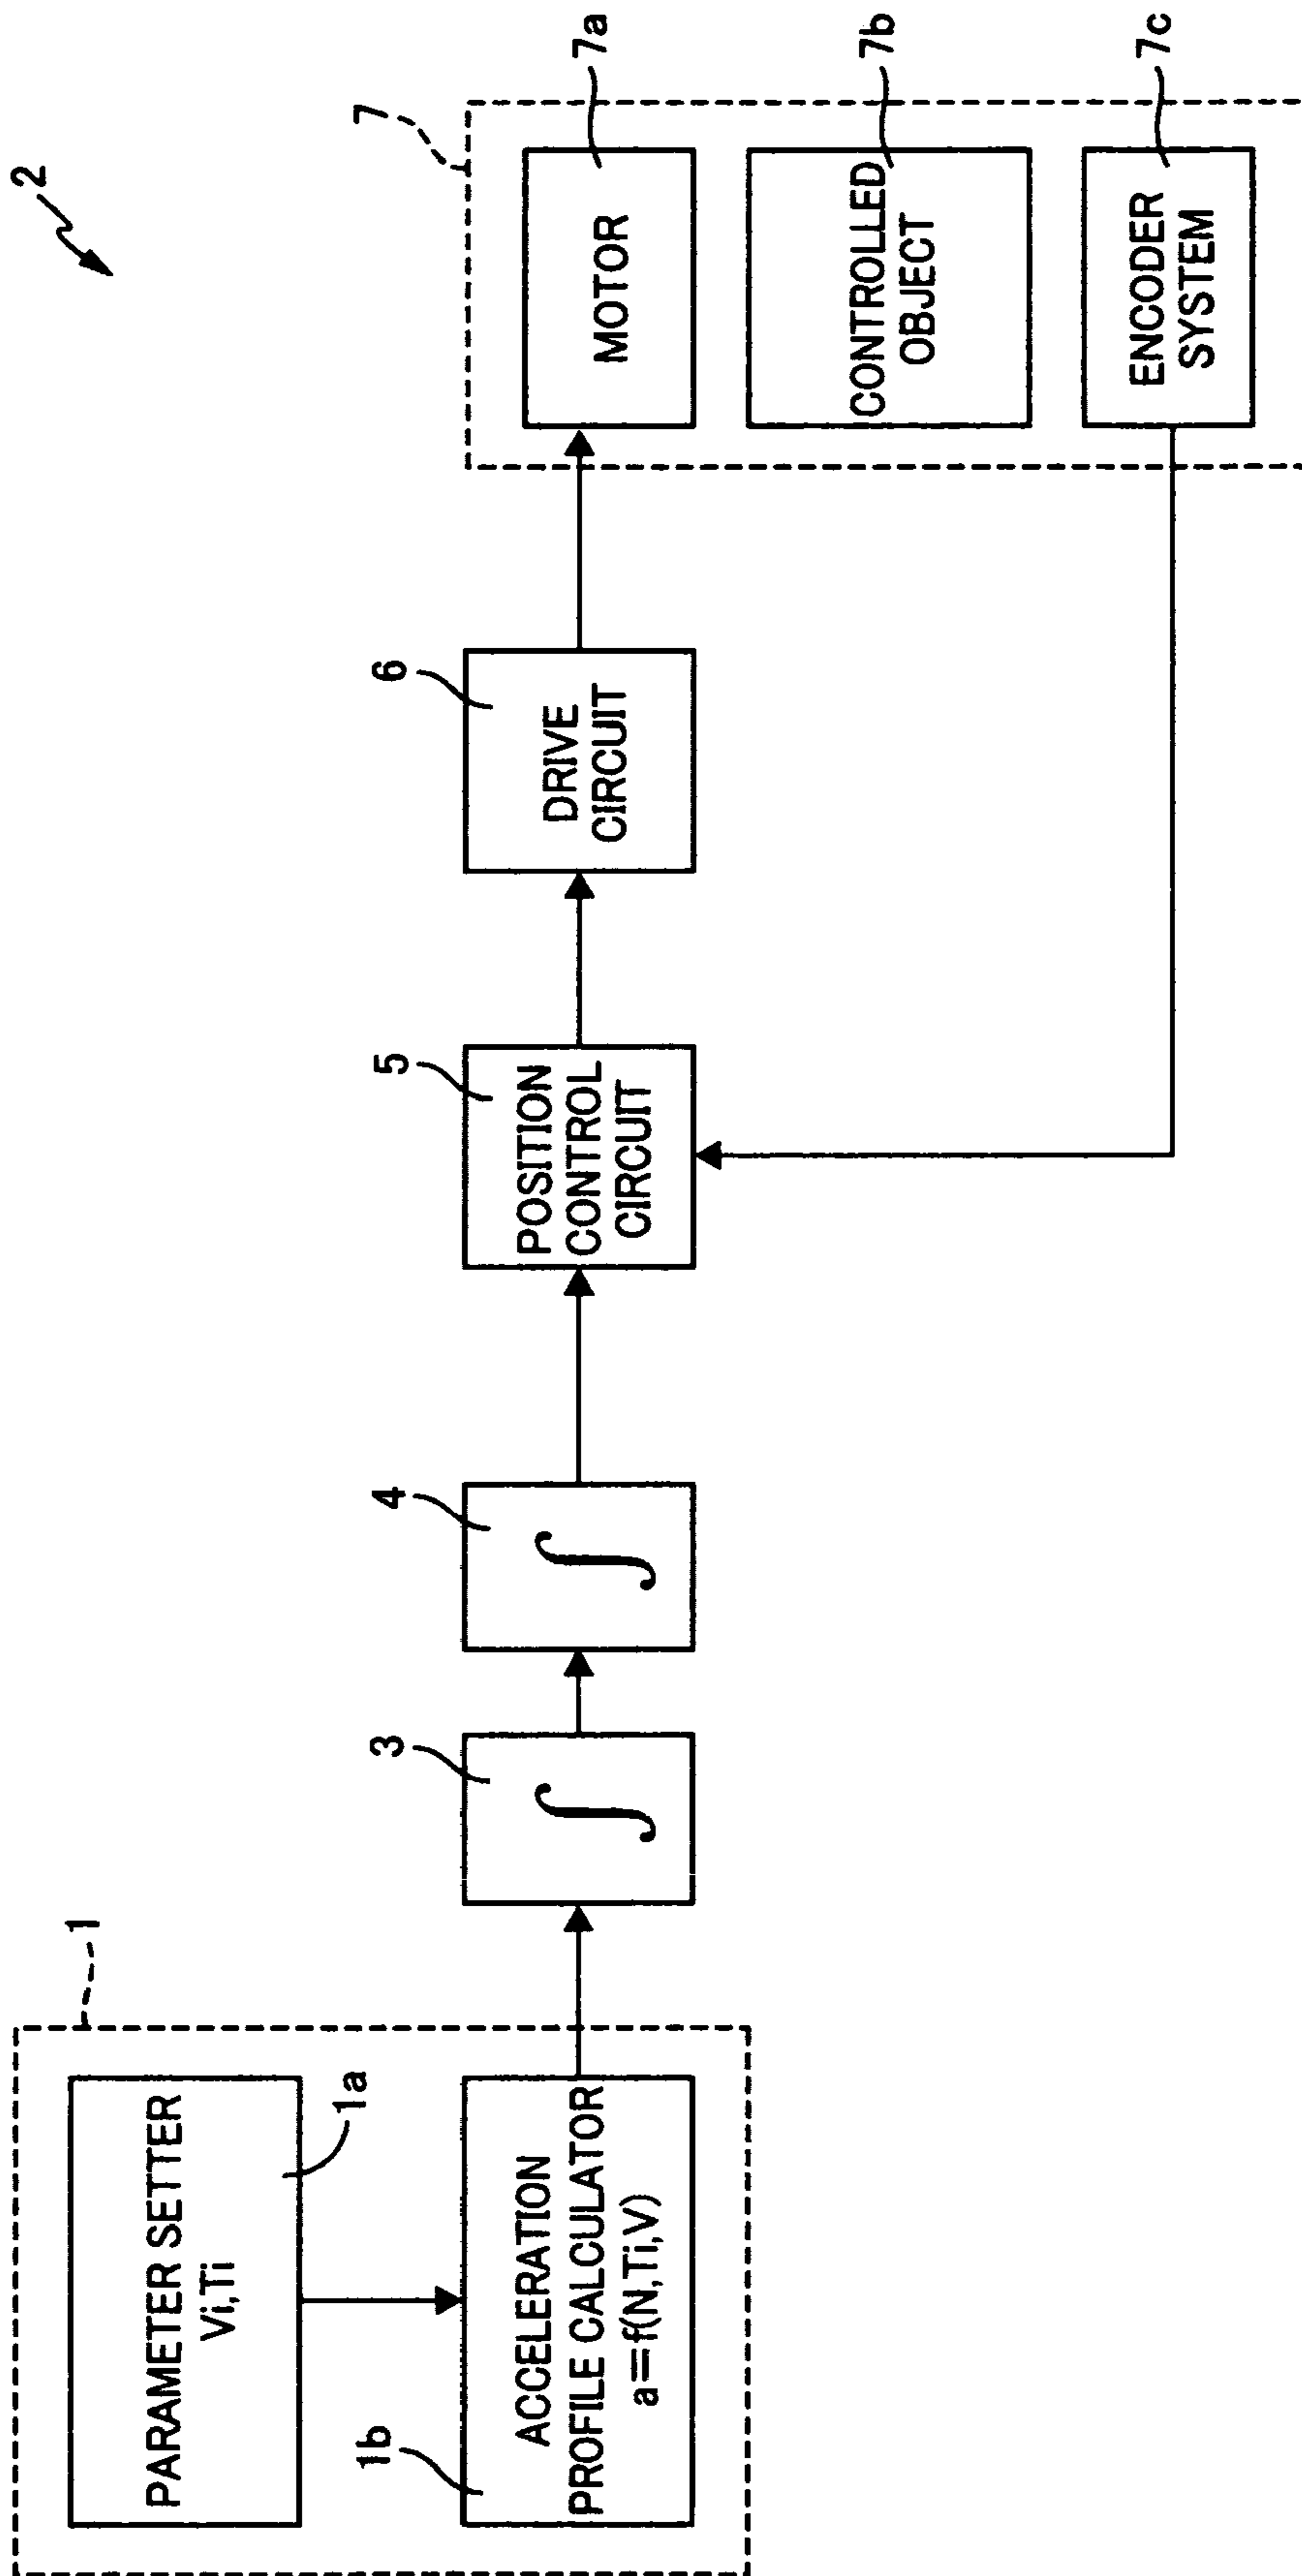 2
1
PARAMETER SETTER
Vi,Ti
1a
1b
ACCELERATION
PROFILE CALCULATOR
a=f(N,Ti,V)
3
∫
4
∫
5
POSITION
CONTROL
CIRCUIT
6
DRIVE
CIRCUIT
7
MOTOR
7a
CONTROLLED
OBJECT
7b
ENCODER
SYSTEM
7c